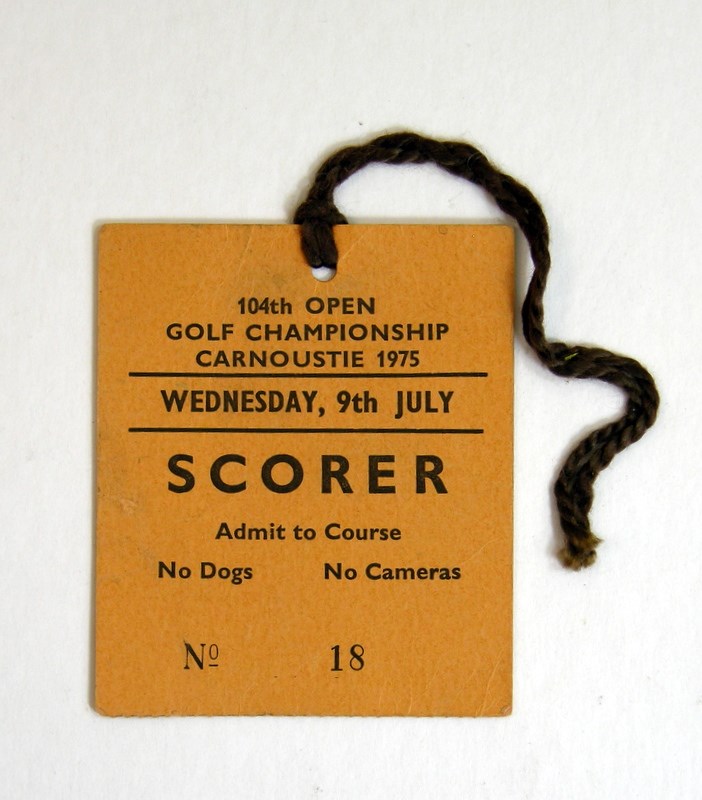 104th OPEN
GOLF CHAMPIONSHIP
CARNOUSTIE 1975
WEDNESDAY, 9th JULY
SCORER
Admit to Course
No Dogs No Cameras
Nº 18